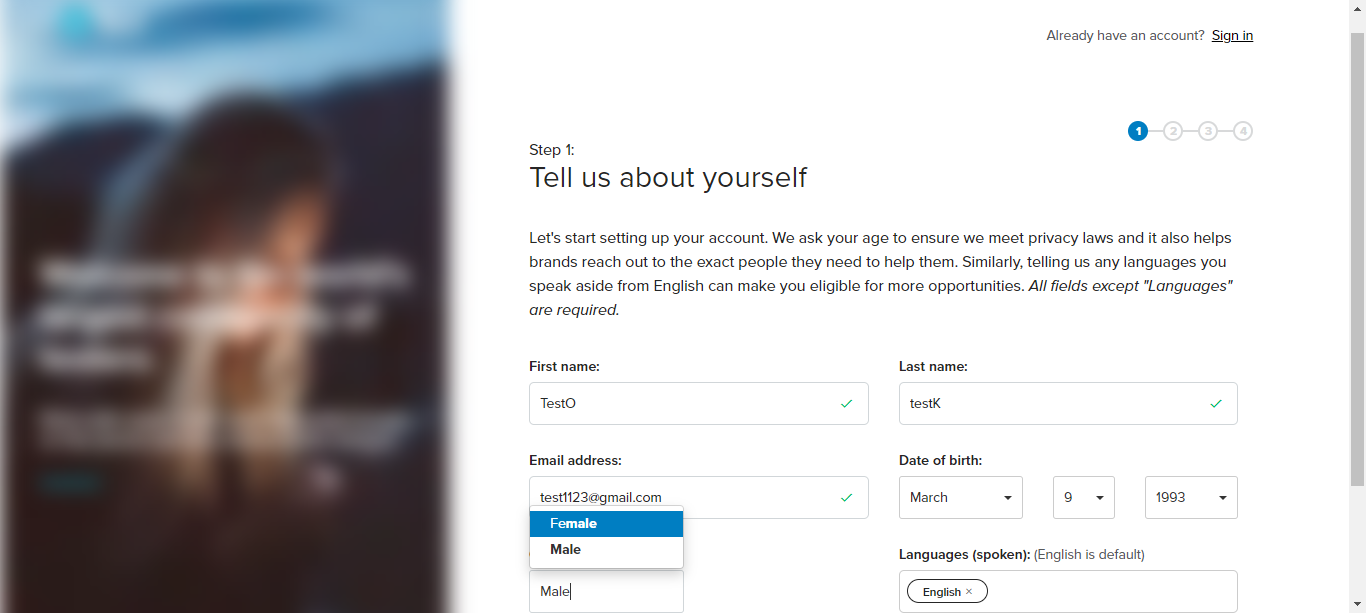 Already have an account? Sign in
1 2 3 4
Step 1:
Tell us about yourself
Let's start setting up your account. We ask your age to ensure we meet privacy laws and it also helps
brands reach out to the exact people they need to help them. Similarly, telling us any languages you
speak aside from English can make you eligible for more opportunities. All fields except "Languages"
are required.
First name:
Last name:
TestO
testK
Email address:
Date of birth:
test1123@gmail.com
March
9
1993
Female
Male
Languages (spoken): (English is default)
Male
English ×